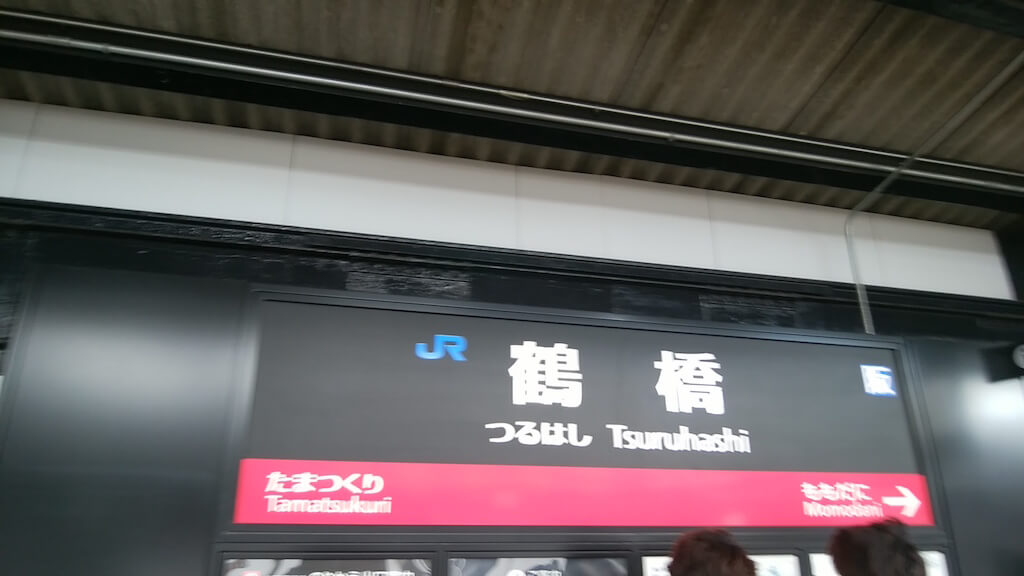 JR 鶴橋 阪
つるはし Tsuruhashi
たまつくり
Tamatsukuri
ももだに →
Momodani